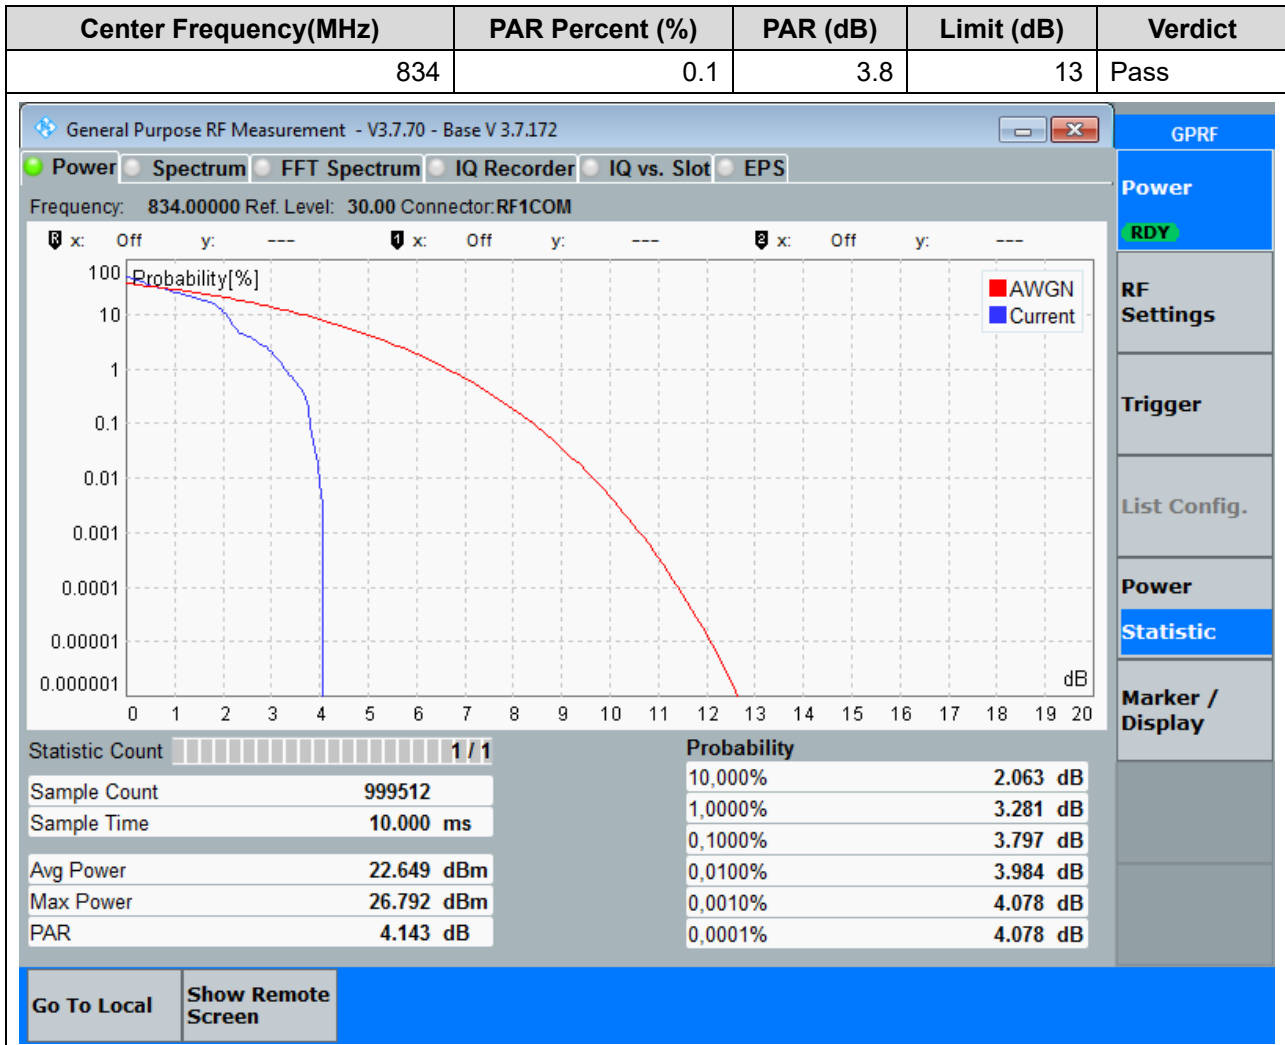 Center Frequency(MHz) PAR Percent (%) PAR (dB) Limit (dB) Verdict
834 0.1 3.8 13 Pass
General Purpose RF Measurement - V3.7.70 - Base V 3.7.172
GPRF
Power Spectrum FFT Spectrum IQ Recorder IQ vs. Slot EPS
Power
RDY
Frequency: 834.00000 Ref. Level: 30.00 Connector: RF1COM
R x: Off y: --- 1 x: Off y: --- 2 x: Off y: ---
Probability[%]
100
10
1
0.1
0.01
0.001
0.0001
0.00001
0.000001
AWGN
Current
dB
0 1 2 3 4 5 6 7 8 9 10 11 12 13 14 15 16 17 18 19 20
RF
Settings
Trigger
List Config.
Power
Statistic
Marker /
Display
Statistic Count 1 / 1
Sample Count 999512
Sample Time 10.000 ms
Avg Power 22.649 dBm
Max Power 26.792 dBm
PAR 4.143 dB
Probability
10,000% 2.063 dB
1,0000% 3.281 dB
0,1000% 3.797 dB
0,0100% 3.984 dB
0,0010% 4.078 dB
0,0001% 4.078 dB
Go To Local
Show Remote
Screen